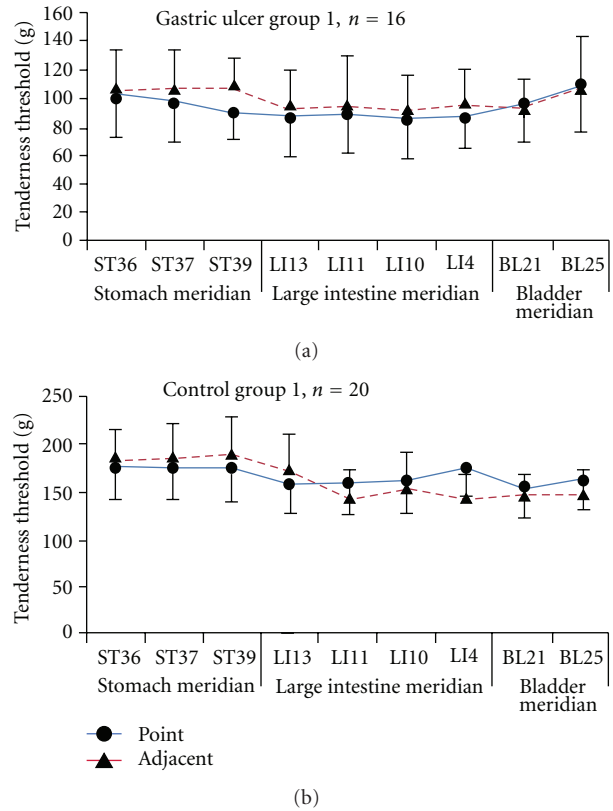 Gastric ulcer group 1, n = 16
Tenderness threshold (g)
160
140
120
100
80
60
40
20
0
ST36 ST37 ST39 LI13 LI11 LI10 LI4 BL21 BL25
Stomach meridian Large intestine meridian Bladder
meridian
(a)
Control group 1, n = 20
Tenderness threshold (g)
250
200
150
100
50
0
ST36 ST37 ST39 LI13 LI11 LI10 LI4 BL21 BL25
Stomach meridian Large intestine meridian Bladder
meridian
Point
Adjacent
(b)